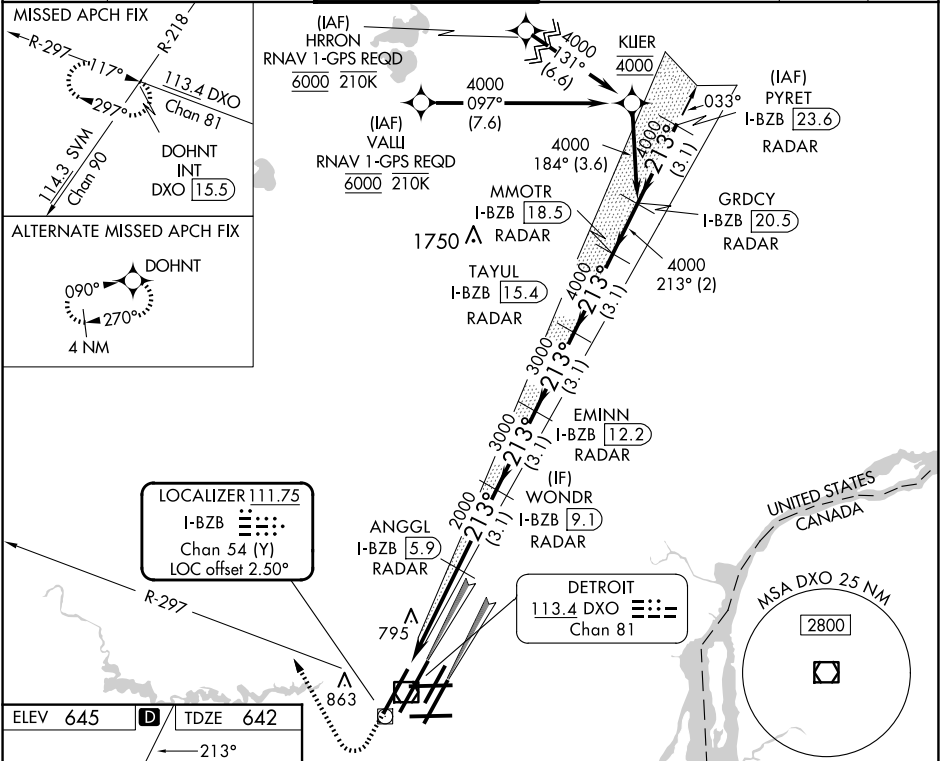 MISSED APCH FIX
R-297
R-218
117°
297°
113.4 DXO
Chan 81
114.3 SVM
Chan 90
DOHNT
INT
DXO 15.5
ALTERNATE MISSED APCH FIX
DOHNT
090°
270°
4 NM
(IAF)
HRRON
RNAV 1-GPS REQD
6000 210K
4000
131°
(6.6)
KLIER
4000
(IAF)
VALLI
RNAV 1-GPS REQD
6000 210K
4000
097°
(7.6)
033°
(IAF)
PYRET
I-BZB 23.6
RADAR
4000
213°
(3.1)
4000
184° (3.6)
GRDCY
I-BZB 20.5
RADAR
4000
213° (2)
MMOTR
I-BZB 18.5
RADAR
1750
4000
213°
(3.1)
TAYUL
I-BZB 15.4
RADAR
3000
213°
(3.1)
EMINN
I-BZB 12.2
RADAR
3000
213°
(3.1)
(IF)
WONDR
I-BZB 9.1
RADAR
2000
213°
(3.1)
ANGGL
I-BZB 5.9
RADAR
LOCALIZER 111.75
I-BZB
Chan 54 (Y)
LOC offset 2.50°
R-297
795
863
DETROIT
113.4 DXO
Chan 81
UNITED STATES
CANADA
MSA DXO 25 NM
2800
ELEV 645 D TDZE 642
213°